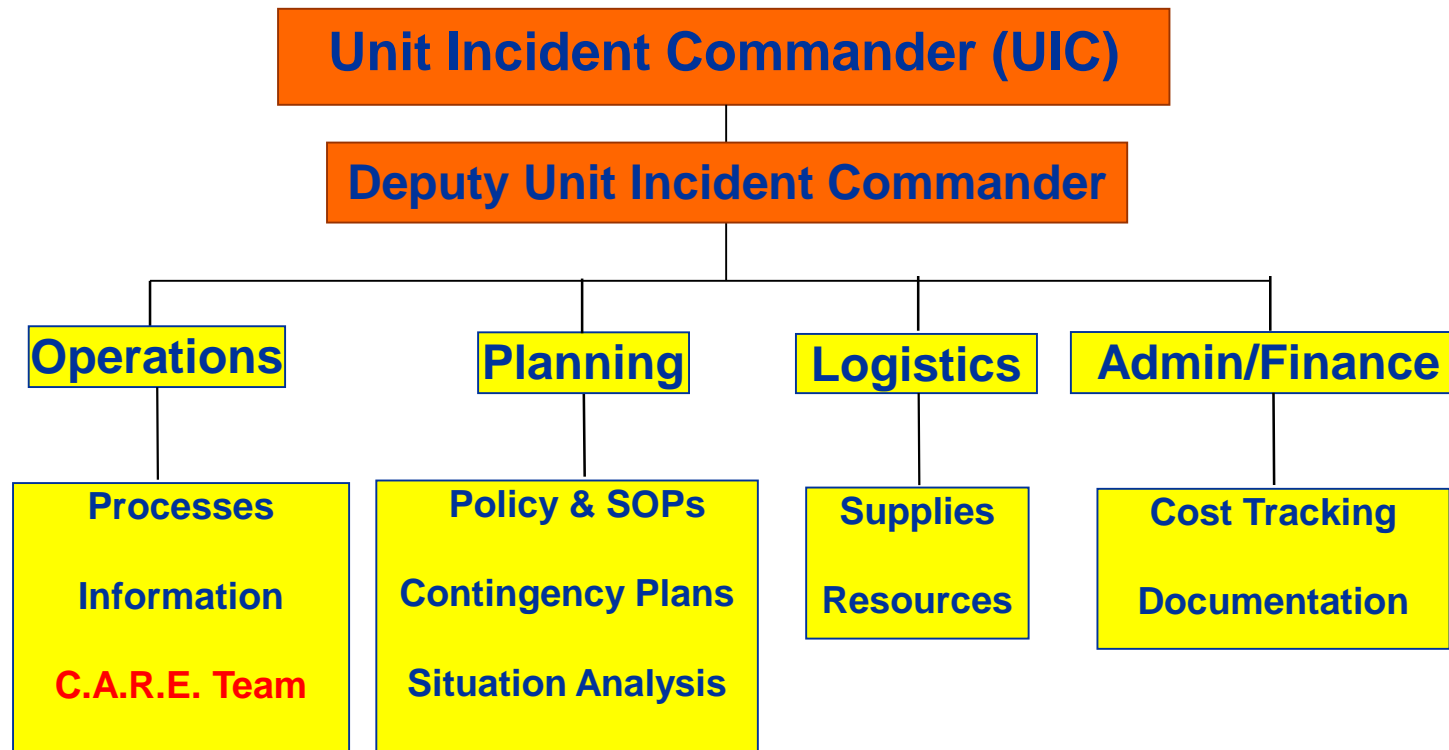 Unit Incident Commander (UIC)
Deputy Unit Incident Commander
Operations
Planning
Logistics
Admin/Finance
Processes
Information
C.A.R.E. Team
Policy & SOPs
Contingency Plans
Situation Analysis
Supplies
Resources
Cost Tracking
Documentation